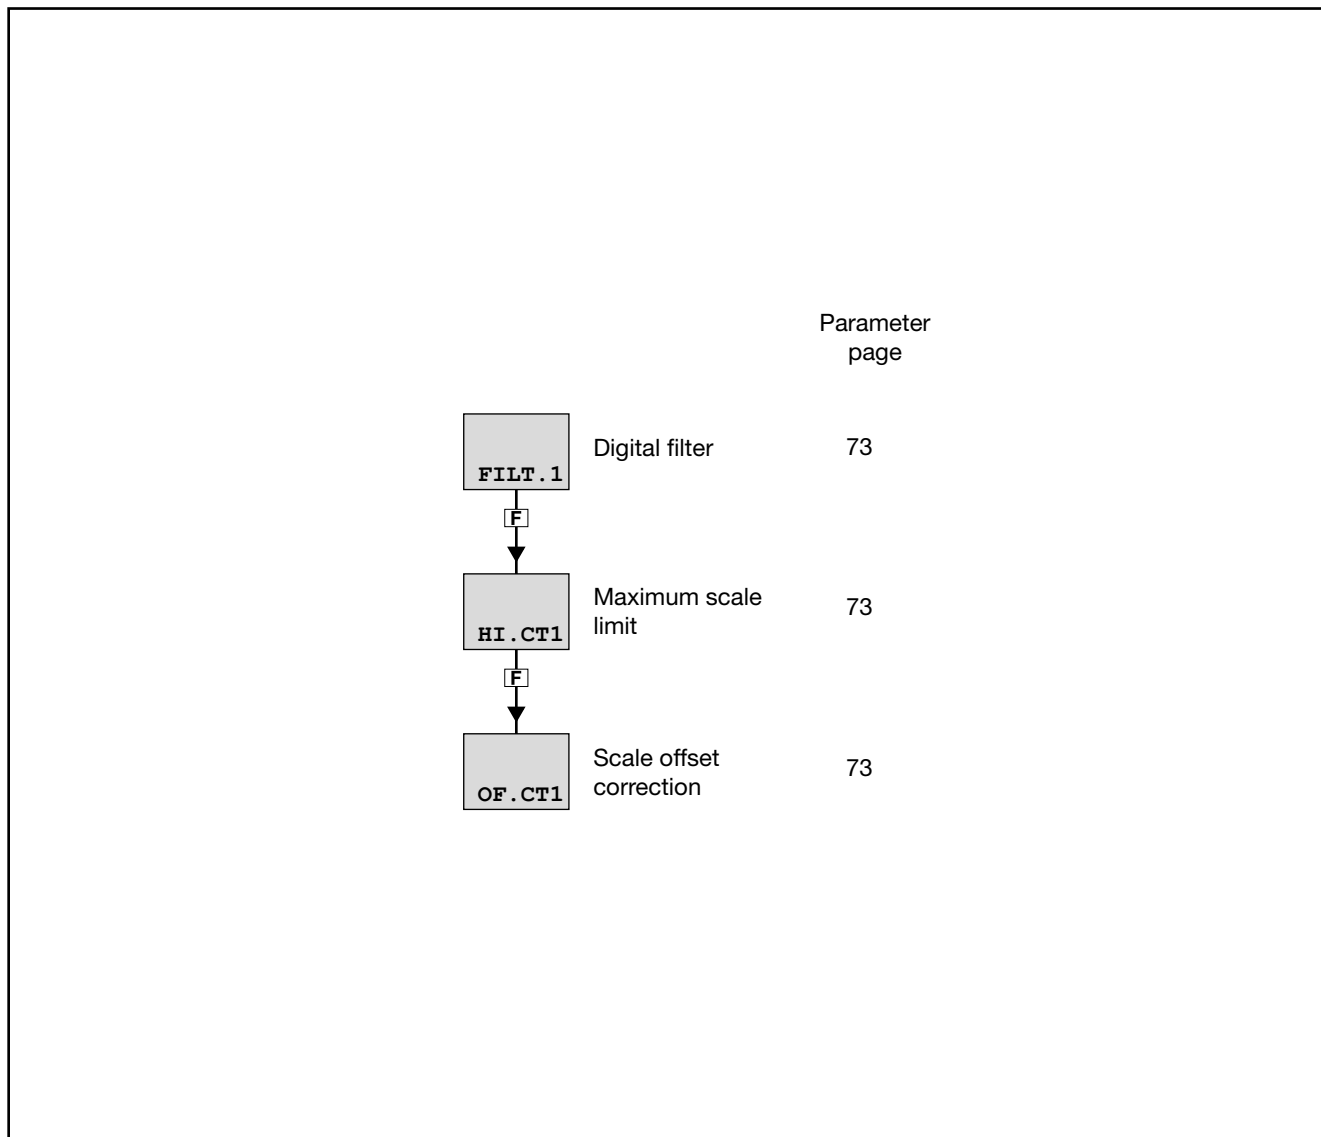 Parameter
page
FILT.1
Digital filter
73
F
HI.CT1
Maximum scale
limit
73
F
OF.CT1
Scale offset
correction
73